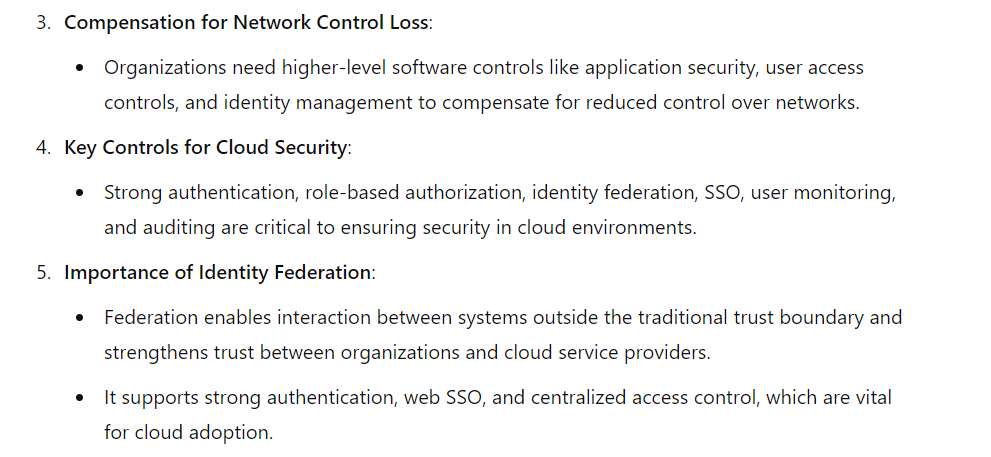 3. Compensation for Network Control Loss:
• Organizations need higher-level software controls like application security, user access
controls, and identity management to compensate for reduced control over networks.
4. Key Controls for Cloud Security:
• Strong authentication, role-based authorization, identity federation, SSO, user monitoring,
and auditing are critical to ensuring security in cloud environments.
5. Importance of Identity Federation:
• Federation enables interaction between systems outside the traditional trust boundary and
strengthens trust between organizations and cloud service providers.
• It supports strong authentication, web SSO, and centralized access control, which are vital
for cloud adoption.